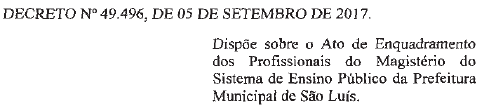 DECRETO Nº 49.496, DE 05 DE SETEMBRO DE 2017.
Dispõe sobre o Ato de Enquadramento
dos Profissionais do Magistério do
Sistema de Ensino Público da Prefeitura
Municipal de São Luís.